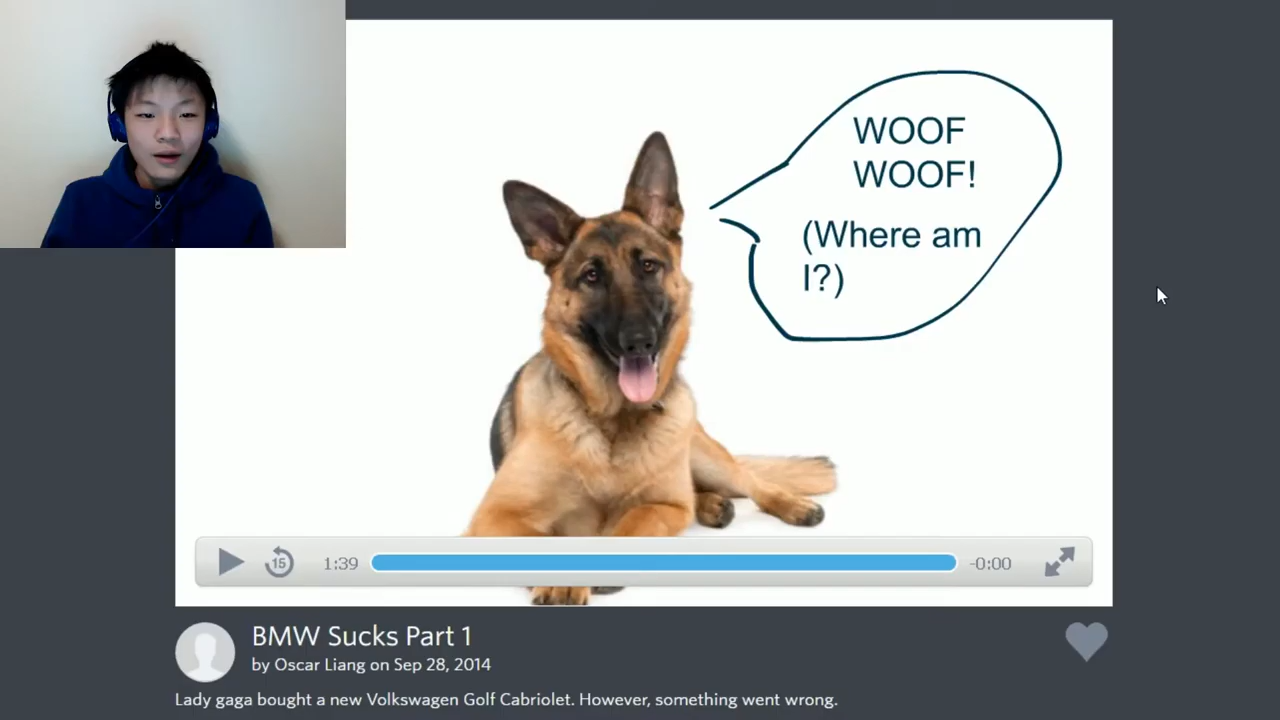 WOOF
WOOF!
(Where am
I?)
15
1:39
-0:00
BMW Sucks Part 1
by Oscar Liang on Sep 28, 2014
Lady gaga bought a new Volkswagen Golf Cabriolet. However, something went wrong.